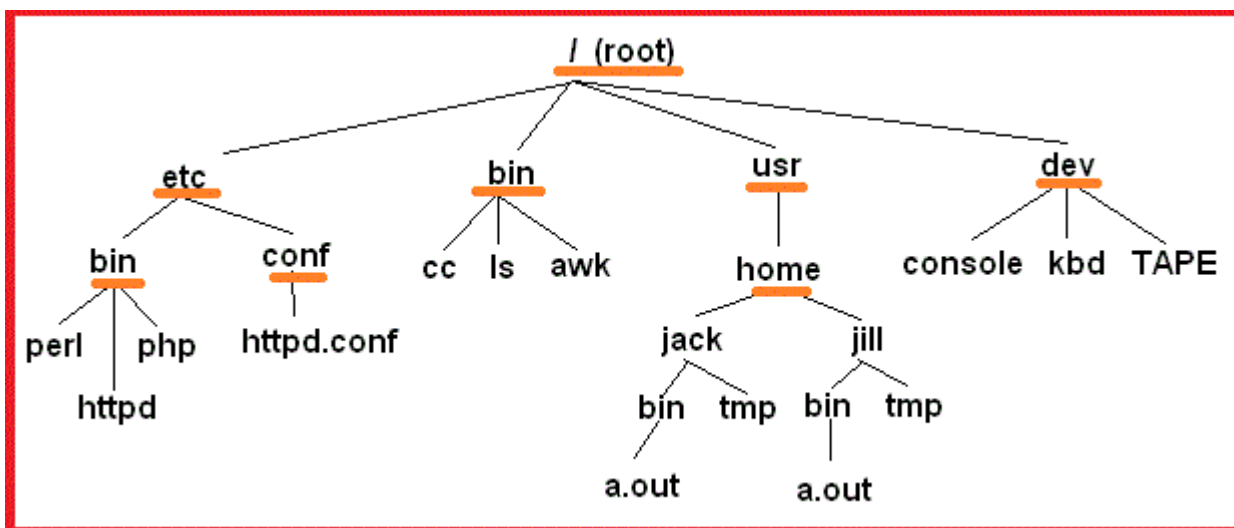 / (root)
etc bin usr dev
bin conf cc ls awk home console kbd TAPE
perl php httpd.conf jack jill
httpd bin tmp bin tmp
a.out a.out